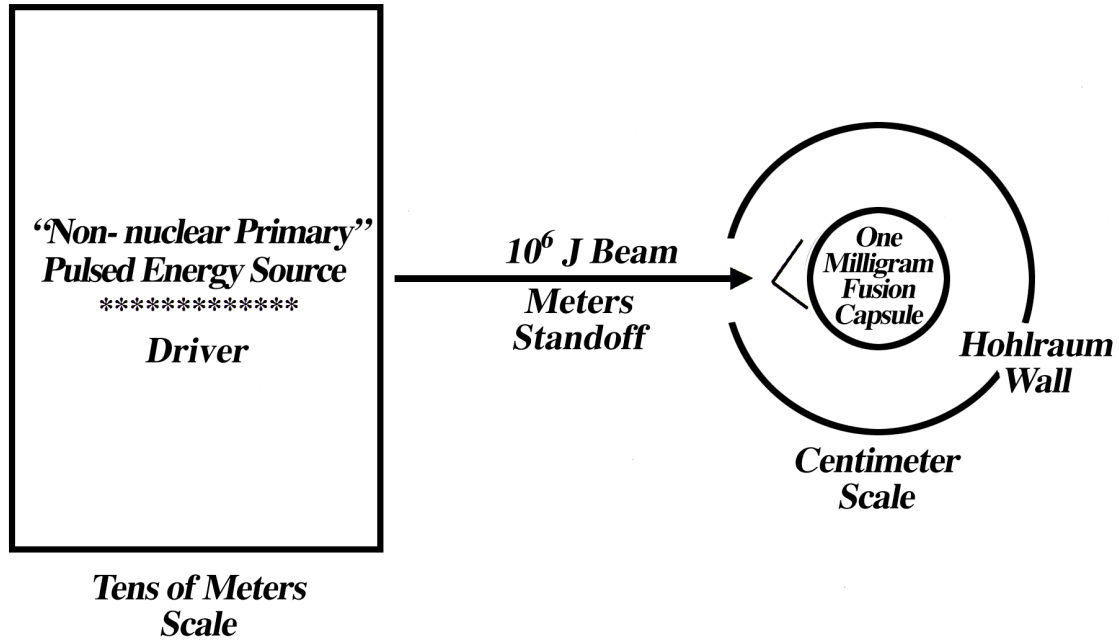 “Non- nuclear Primary”
Pulsed Energy Source
*************
Driver
Tens of Meters
Scale
10⁶ J Beam
Meters
Standoff
One
Milligram
Fusion
Capsule
Hohlraum
Wall
Centimeter
Scale